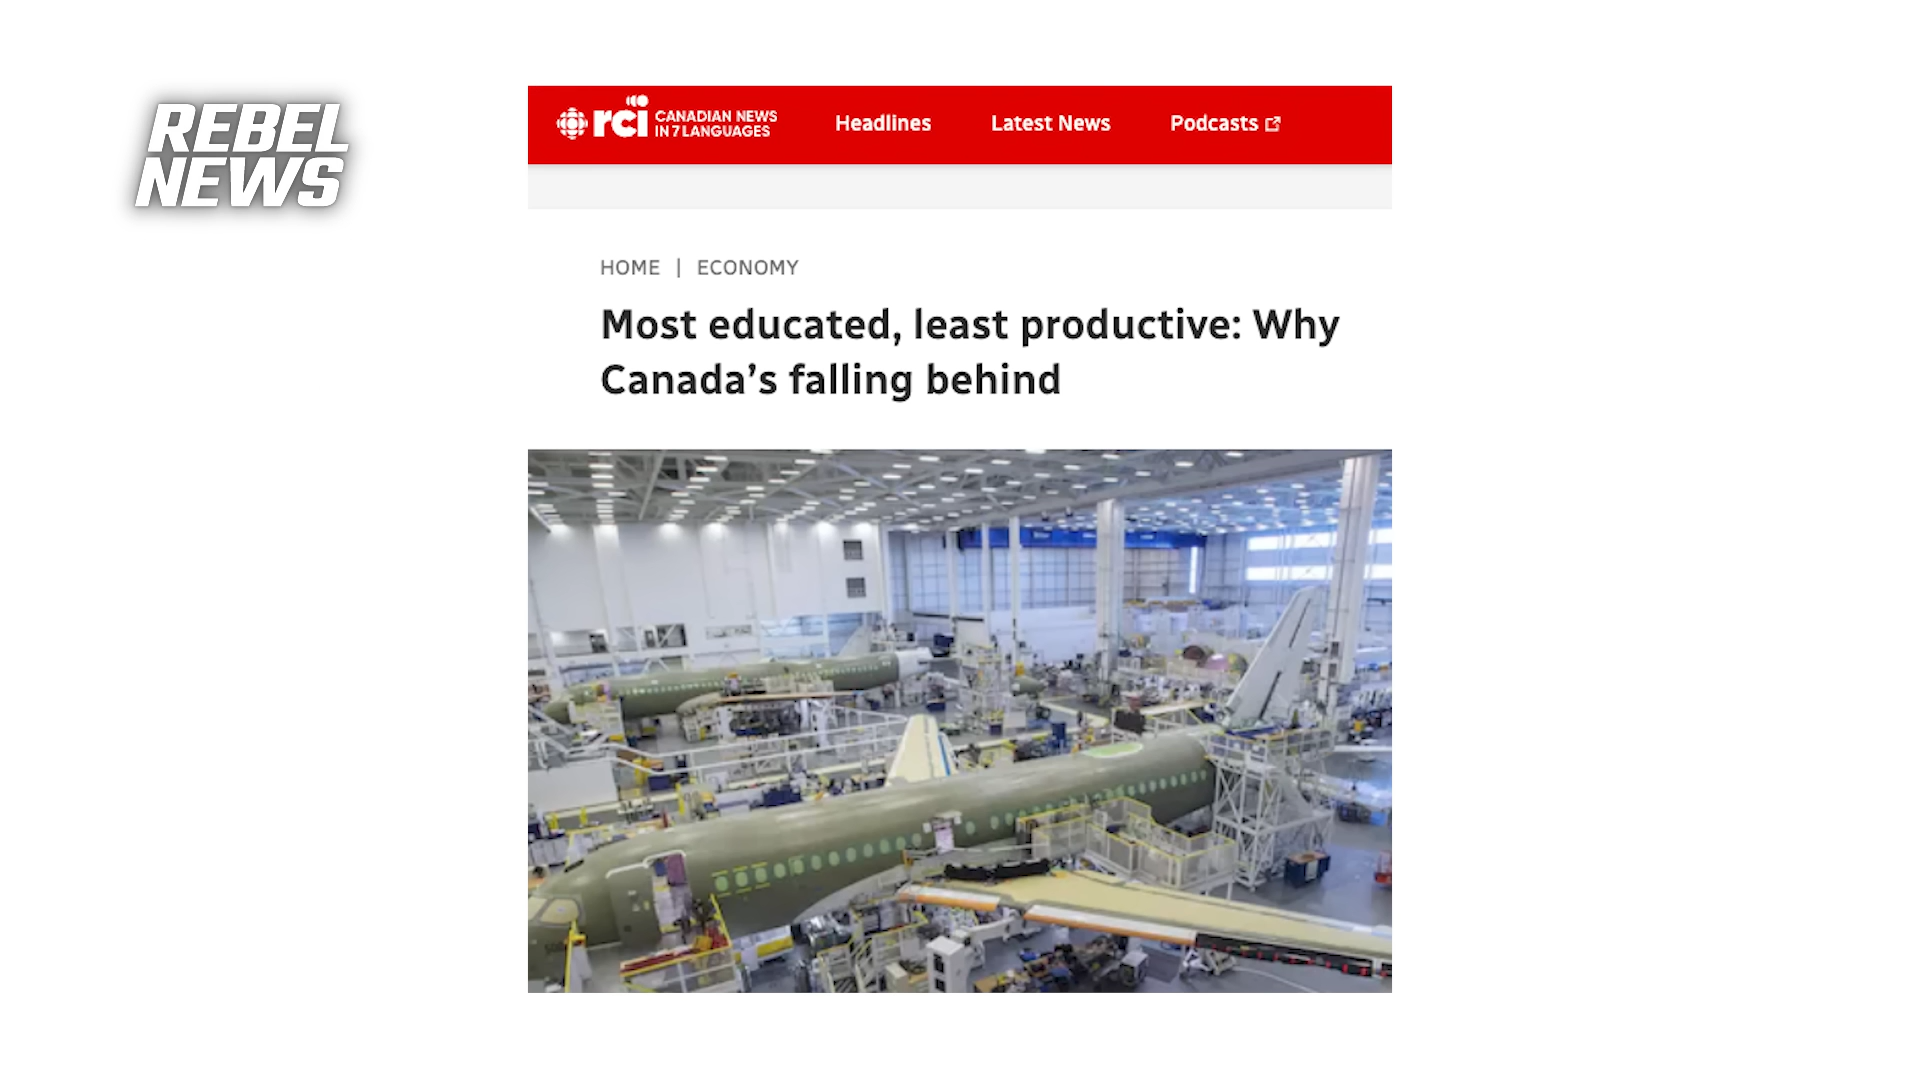 REBEL
NEWS
rci CANADIAN NEWS
IN 7 LANGUAGES
Headlines
Latest News
Podcasts
HOME | ECONOMY
Most educated, least productive: Why
Canada’s falling behind